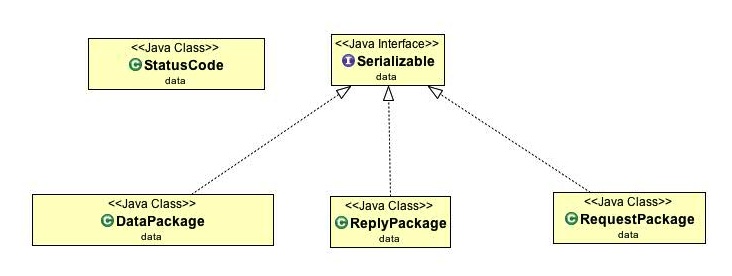 <<Java Class>>
C StatusCode
data
<<Java Interface>>
I Serializable
data
<<Java Class>>
C DataPackage
data
<<Java Class>>
C ReplyPackage
data
<<Java Class>>
C RequestPackage
data